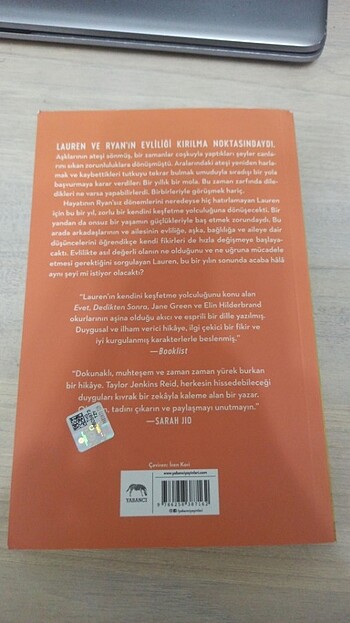 LAUREN VE RYAN'IN EVLİLİĞİ KIRILMA NOKTASINDAYDI.
Aşklarının ateşi sönmüş, bir zamanlar coşkuyla yaptıkları şeyler canla-
rını sıkan zorunluluklara dönüşmüştü. Aralarındaki ateşi yeniden harla-
mak ve kaybettikleri tutkuyu tekrar bulmak umuduyla sıradışı bir yola
başvurmaya karar verdiler: Bir yıllık bir mola. Bu zaman zarfında dile-
dikleri ne varsa yapabilirlerdi. Birbirleriyle görüşmek hariç.
Hayatının Ryan'sız dönemlerini neredeyse hiç hatırlamayan Lauren
için bu bir yıl, zorlu bir kendini keşfetme yolculuğuna dönüşecekti. Bir
yandan da onsuz bir yaşamın güçlükleriyle baş etmek zorundaydı. Bu
arada arkadaşlarının ve ailesinin evliliğe, aşka, bağlılığa ve aileye dair
düşüncelerini öğrendikçe kendi fikirleri de hızla değişmeye başlaya-
caktı. Evlilikte asıl değerli olanın ne olduğunu ve ne uğruna mücadele
etmesi gerektiğini sorgulayan Lauren, bu bir yılın sonunda acaba hâlâ
aynı şeyi mi istiyor olacaktı?
"Lauren'ın kendini keşfetme yolculuğunu konu alan
Evet, Dedikten Sonra, Jane Green ve Elin Hilderbrand
okurlarının aşina olduğu akıcı ve esprili bir dille yazılmış.
Duygusal ve ilham verici hikâye, ilgi çekici bir fikir ve
iyi kurgulanmış karakterlerle beslenmiş."
—Booklist
"Dokunaklı, muhteşem ve zaman zaman yürek burkan
bir hikâye. Taylor Jenkins Reid, herkesin hissedebileceği
duyguları kıvrak bir zekâyla kaleme alan bir yazar.
tadını çıkarın ve paylaşmayı unutmayın."
—SARAH JIO
Çeviren:
www.yabanciyayinlari.com
YABANCI
/yabanciyayinlari